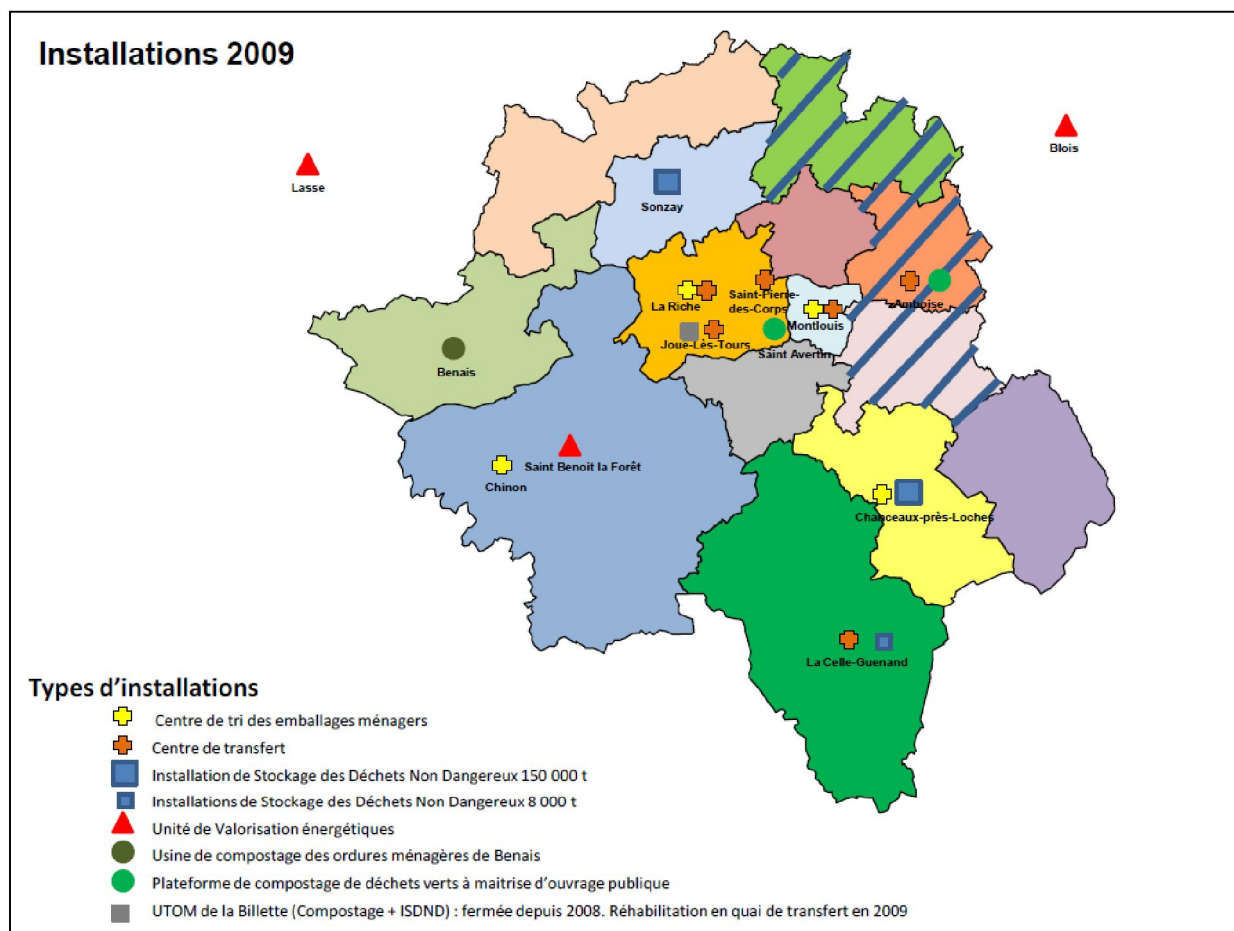 Installations 2009
Blois
Lasse
Sonzay
La Riche
Saint-Pierre-
des-Corps
Amboise
Montlouis
Joue-Lès-Tours
Saint Avertin
Benais
Saint Benoit la Forêt
Chinon
Chanceaux-près-Loches
La Celle-Guenand
Types d'installations
Centre de tri des emballages ménagers
Centre de transfert
Installation de Stockage des Déchets Non Dangereux 150 000 t
Installations de Stockage des Déchets Non Dangereux 8 000 t
Unité de Valorisation énergétiques
Usine de compostage des ordures ménagères de Benais
Plateforme de compostage de déchets verts à maitrise d'ouvrage publique
UTOM de la Billette (Compostage + ISDND) : fermée depuis 2008. Réhabilitation en quai de transfert en 2009